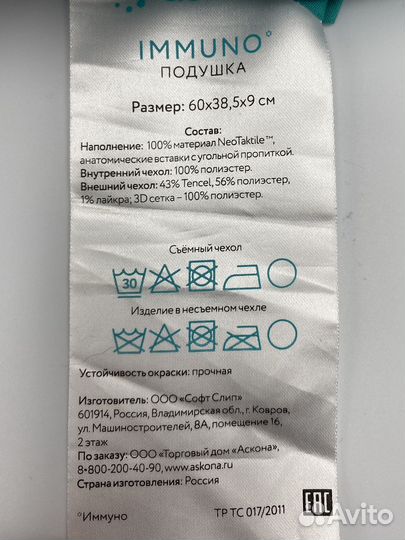 IMMUNO°
ПОДУШКА
Размер: 60х38,5х9 см
Состав:
Наполнение: 100% материал NeoTaktile™,
анатомические вставки с угольной пропиткой.
Внутренний чехол: 100% полиэстер.
Внешний чехол: 43% Tencel, 56% полиэстер,
1% лайкра; 3D сетка – 100% полиэстер.
Съёмный чехол
30
Изделие в несъемном чехле
Устойчивость окраски: прочная
Изготовитель: ООО «Софт Слип»
601914, Россия, Владимирская обл., г. Ковров,
ул. Машиностроителей, 8А, помещение 16,
2 этаж
По заказу: ООО «Торговый дом «Аскона»,
8-800-200-40-90, www.askona.ru
Страна изготовления: Россия
°Иммуно
ТР ТС 017/2011
EAC
Avito